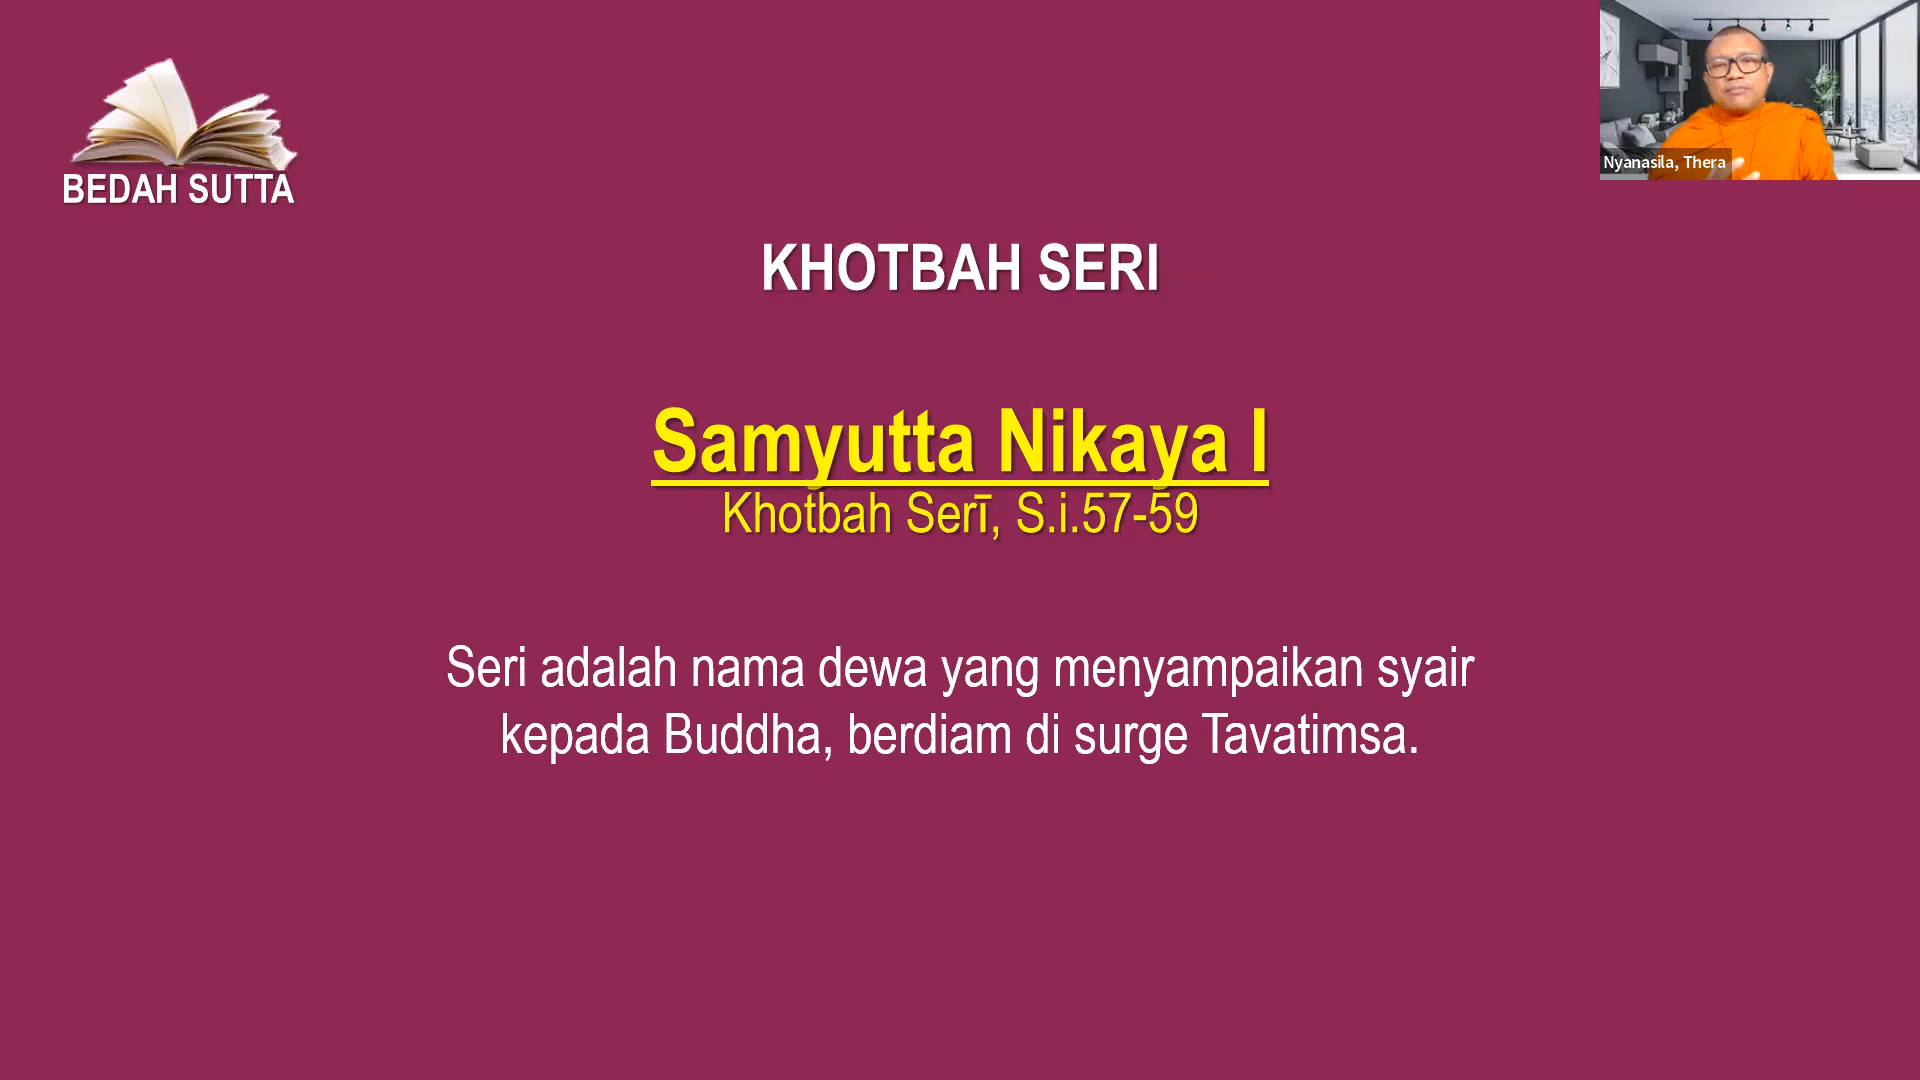 BEDAH SUTTA
Nyanasila, Thera
KHOTBAH SERI
Samyutta Nikaya I
Khotbah Serī, S.i.57-59
Seri adalah nama dewa yang menyampaikan syair
kepada Buddha, berdiam di surge Tavatimsa.